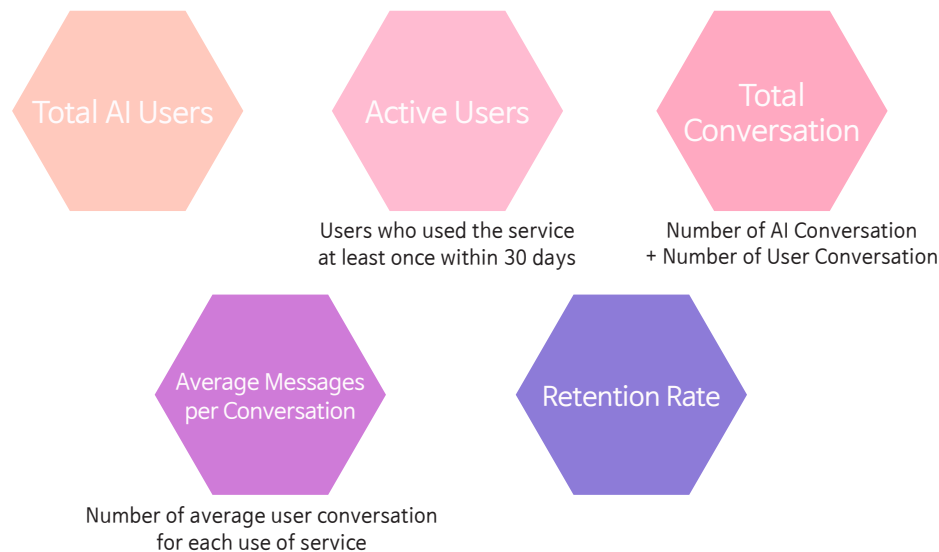 Total AI Users
Active Users
Total
Conversation
Users who used the service
at least once within 30 days
Number of AI Conversation
+ Number of User Conversation
Average Messages
per Conversation
Retention Rate
Number of average user conversation
for each use of service